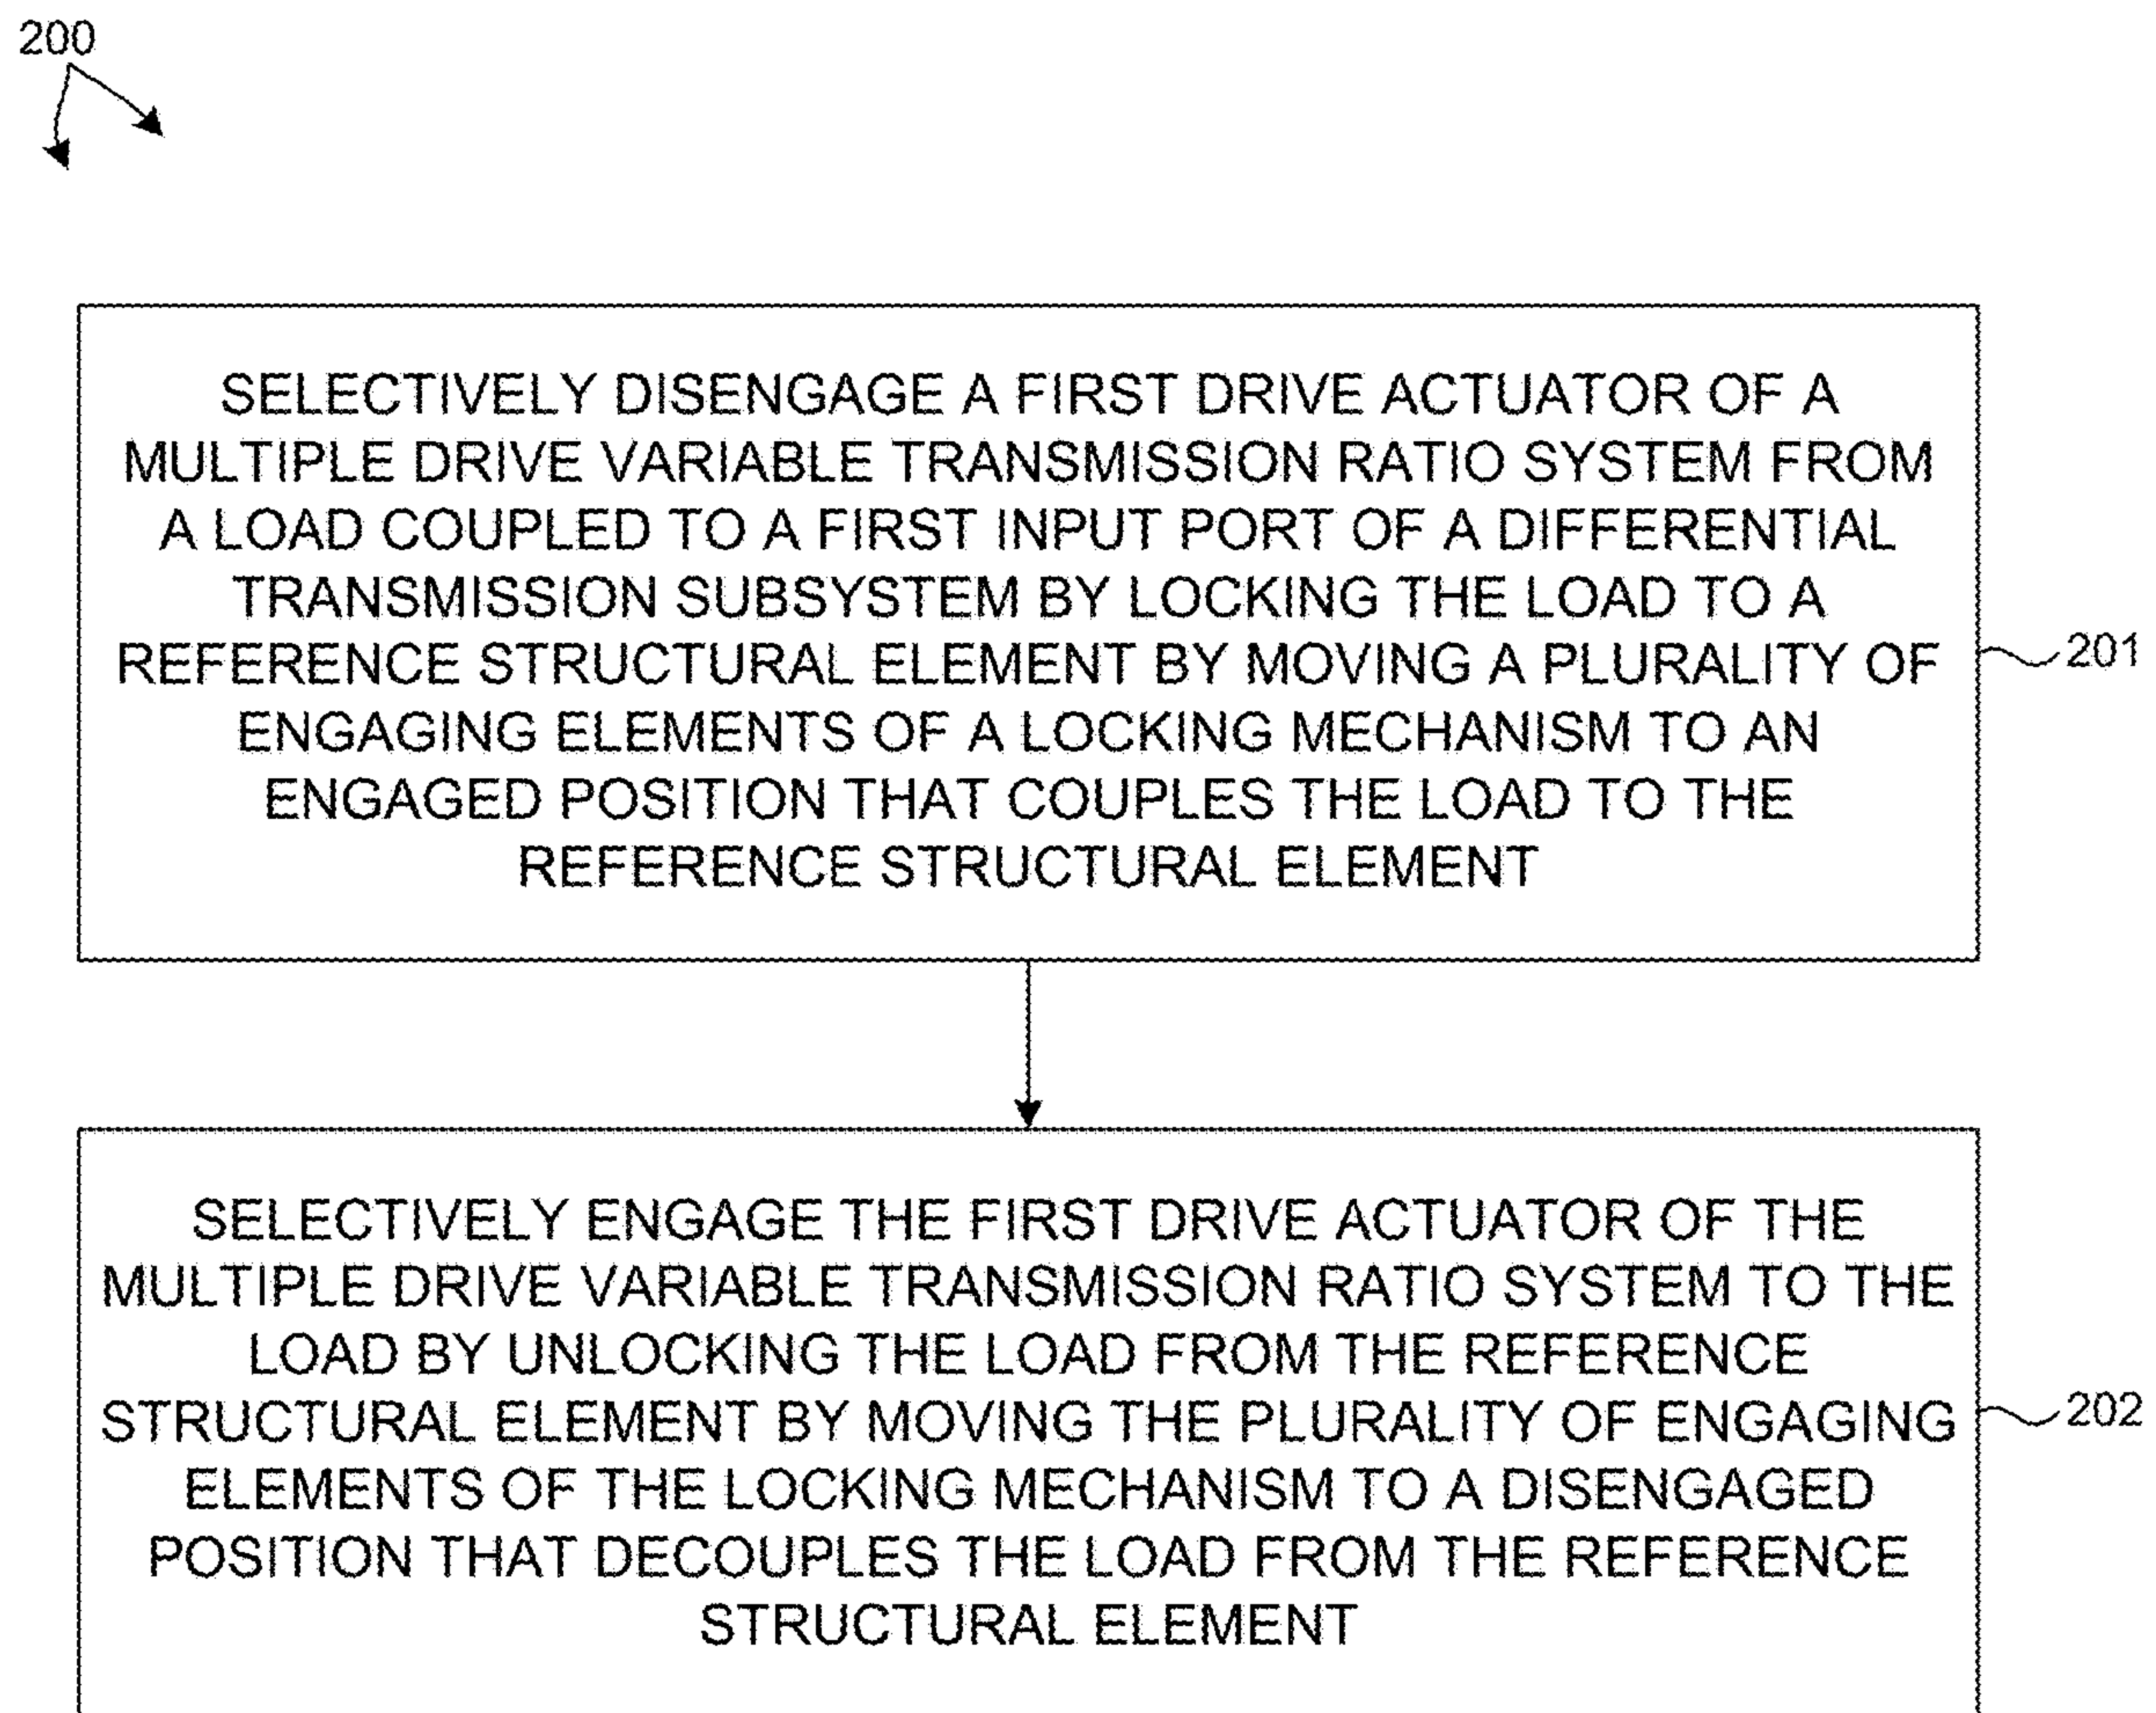 200
SELECTIVELY DISENGAGE A FIRST DRIVE ACTUATOR OF A
MULTIPLE DRIVE VARIABLE TRANSMISSION RATIO SYSTEM FROM
A LOAD COUPLED TO A FIRST INPUT PORT OF A DIFFERENTIAL
TRANSMISSION SUBSYSTEM BY LOCKING THE LOAD TO A
REFERENCE STRUCTURAL ELEMENT BY MOVING A PLURALITY OF
ENGAGING ELEMENTS OF A LOCKING MECHANISM TO AN
ENGAGED POSITION THAT COUPLES THE LOAD TO THE
REFERENCE STRUCTURAL ELEMENT
201
SELECTIVELY ENGAGE THE FIRST DRIVE ACTUATOR OF THE
MULTIPLE DRIVE VARIABLE TRANSMISSION RATIO SYSTEM TO THE
LOAD BY UNLOCKING THE LOAD FROM THE REFERENCE
STRUCTURAL ELEMENT BY MOVING THE PLURALITY OF ENGAGING
ELEMENTS OF THE LOCKING MECHANISM TO A DISENGAGED
POSITION THAT DECOUPLES THE LOAD FROM THE REFERENCE
STRUCTURAL ELEMENT
202